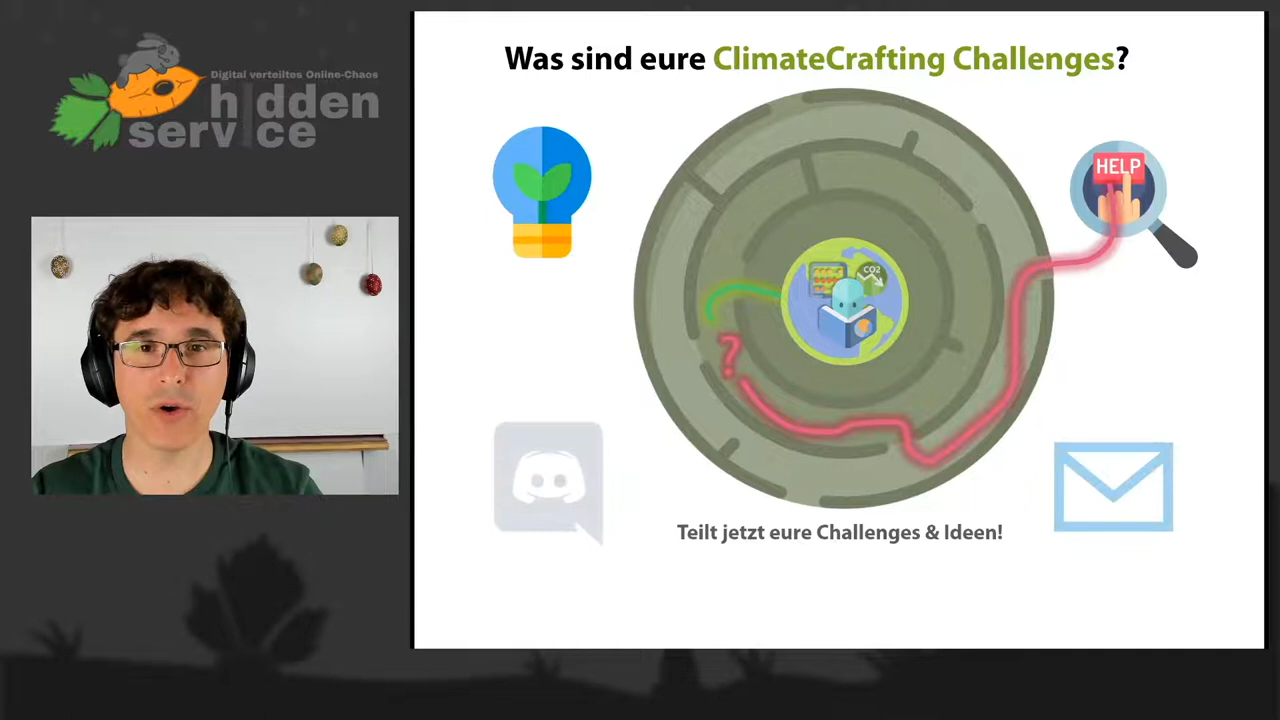 Digital verteiltes Online-Chaos
hidden
service
Was sind eure ClimateCrafting Challenges?
HELP
CO2
?
Teilt jetzt eure Challenges & Ideen!